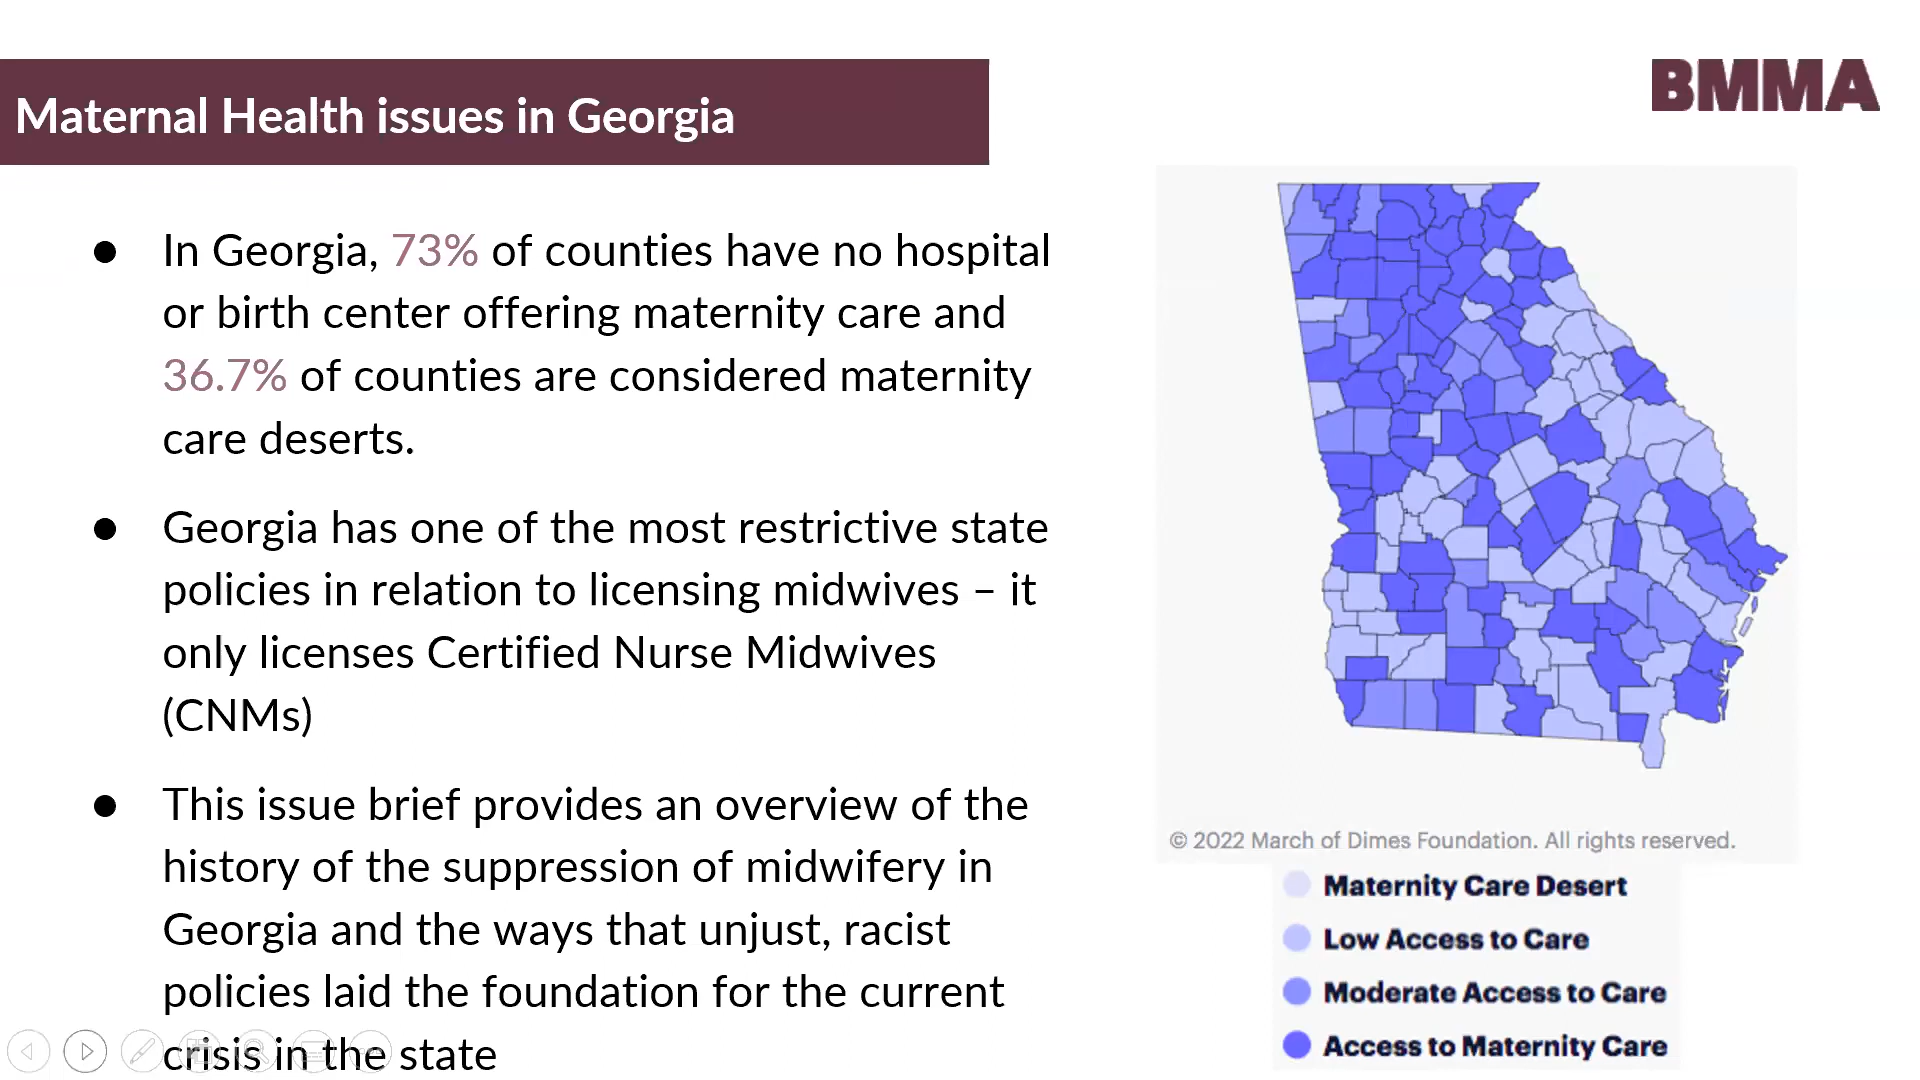 Maternal Health issues in Georgia
BMMA
● In Georgia, 73% of counties have no hospital
or birth center offering maternity care and
36.7% of counties are considered maternity
care deserts.
● Georgia has one of the most restrictive state
policies in relation to licensing midwives – it
only licenses Certified Nurse Midwives
(CNMs)
● This issue brief provides an overview of the
history of the suppression of midwifery in
Georgia and the ways that unjust, racist
policies laid the foundation for the current
crisis in the state
© 2022 March of Dimes Foundation. All rights reserved.
Maternity Care Desert
Low Access to Care
Moderate Access to Care
Access to Maternity Care